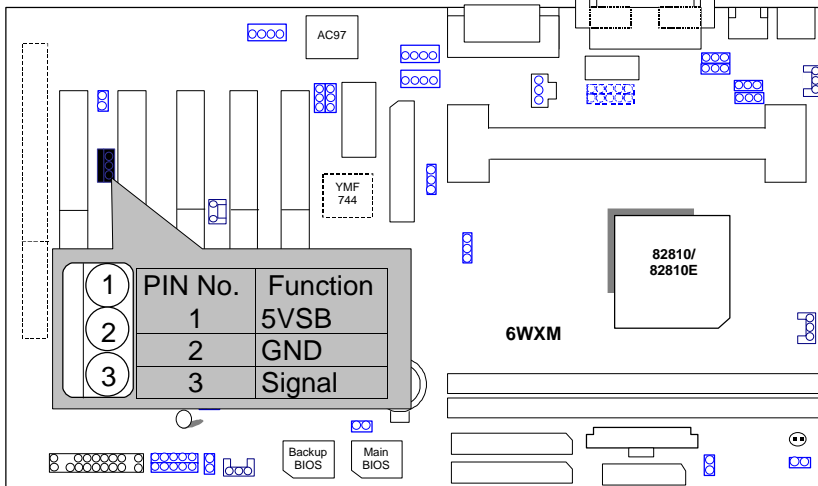 AC97
YMF
744
82810/
82810E
6WXM
1
2
3
PIN No. Function
1 5VSB
2 GND
3 Signal
Backup
BIOS
Main
BIOS